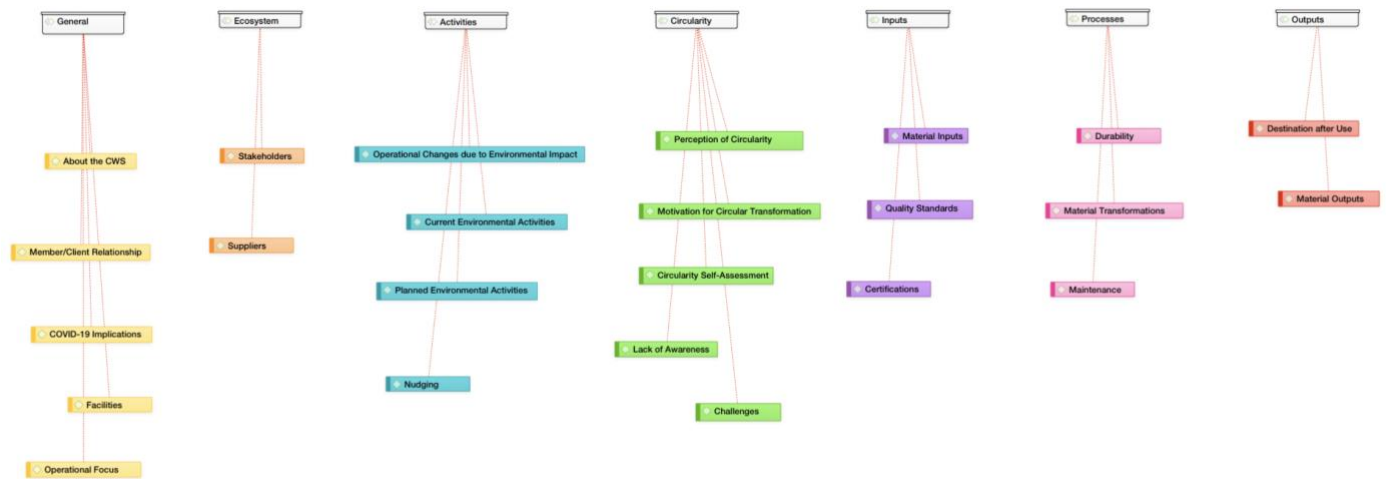 General
About the CWS
Member/Client Relationship
COVID-19 Implications
Facilities
Operational Focus
Ecosystem
Stakeholders
Suppliers
Activities
Operational Changes due to Environmental Impact
Current Environmental Activities
Planned Environmental Activities
Nudging
Circularity
Perception of Circularity
Motivation for Circular Transformation
Circularity Self-Assessment
Lack of Awareness
Challenges
Inputs
Material Inputs
Quality Standards
Certifications
Processes
Durability
Material Transformations
Maintenance
Outputs
Destination after Use
Material Outputs